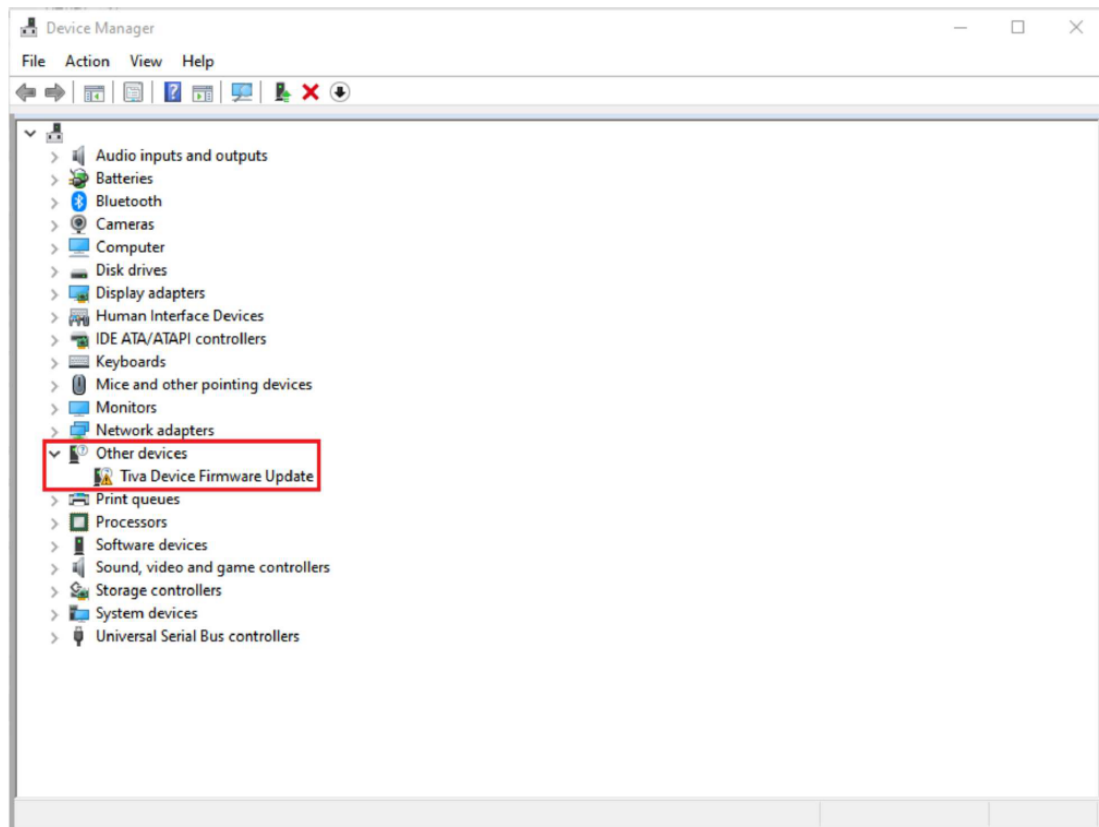 Device Manager
File Action View Help
Audio inputs and outputs
Batteries
Bluetooth
Cameras
Computer
Disk drives
Display adapters
Human Interface Devices
IDE ATA/ATAPI controllers
Keyboards
Mice and other pointing devices
Monitors
Network adapters
Other devices
Tiva Device Firmware Update
Print queues
Processors
Software devices
Sound, video and game controllers
Storage controllers
System devices
Universal Serial Bus controllers